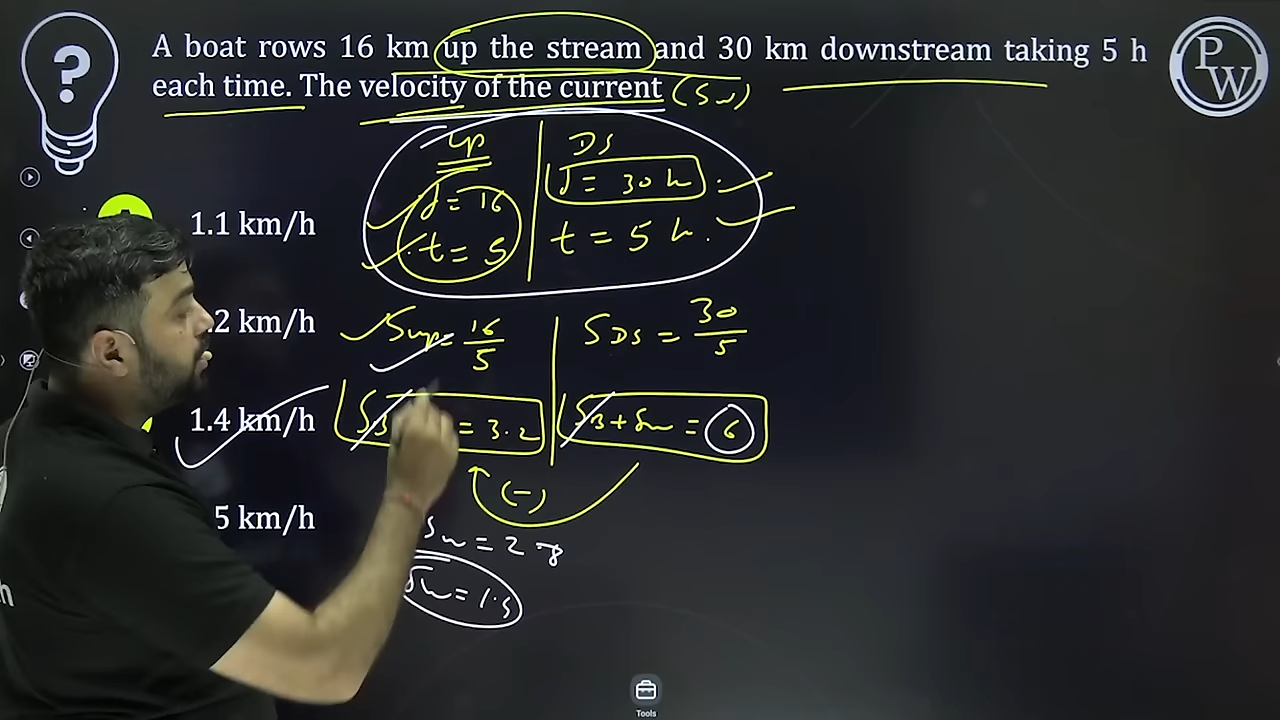 A boat rows 16 km up the stream and 30 km downstream taking 5 h
each time. The velocity of the current (Sw)
PW
?
up DS
d = 16 d = 30 h
t = 5 t = 5 h.
1.1 km/h
.2 km/h
Sup = 16/5 SDS = 30/5
1.4 km/h
= 3.2 SB + Sw = 6
(-)
5 km/h
Sw = 2.8
Sw = 1.4
h
Tools